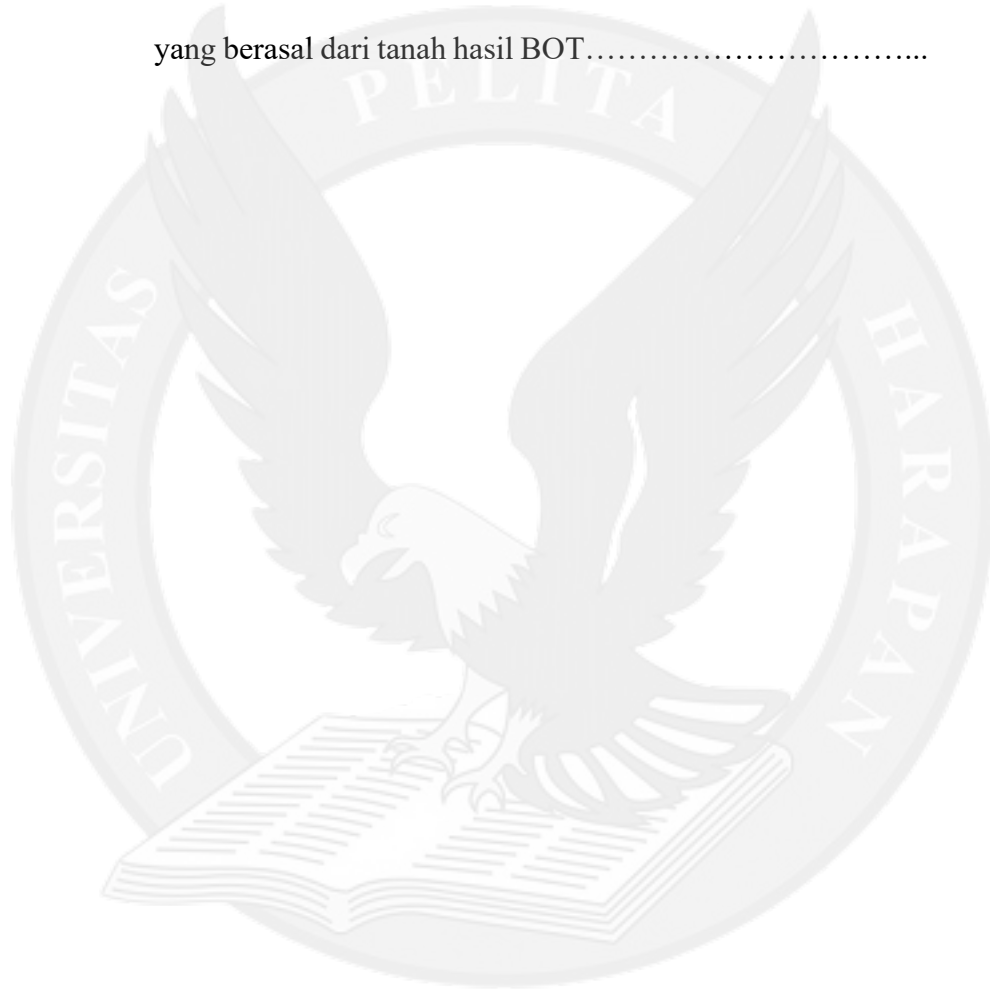 yang berasal dari tanah hasil BOT…………………………...
UNIVERSITAS PELITA HARAPAN